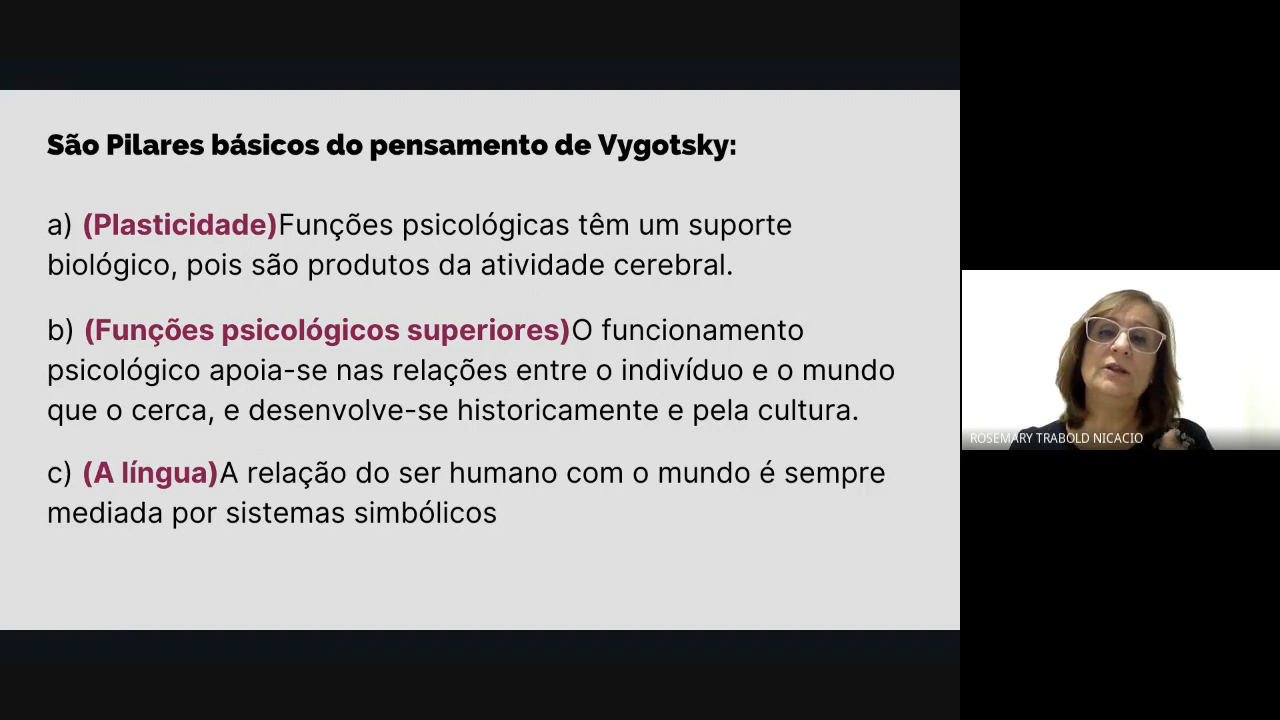 São Pilares básicos do pensamento de Vygotsky:
a) (Plasticidade)Funções psicológicas têm um suporte
biológico, pois são produtos da atividade cerebral.
b) (Funções psicológicos superiores)O funcionamento
psicológico apoia-se nas relações entre o indivíduo e o mundo
que o cerca, e desenvolve-se historicamente e pela cultura.
c) (A língua)A relação do ser humano com o mundo é sempre
mediada por sistemas simbólicos
ROSEMARY TRABOLD NICACIO